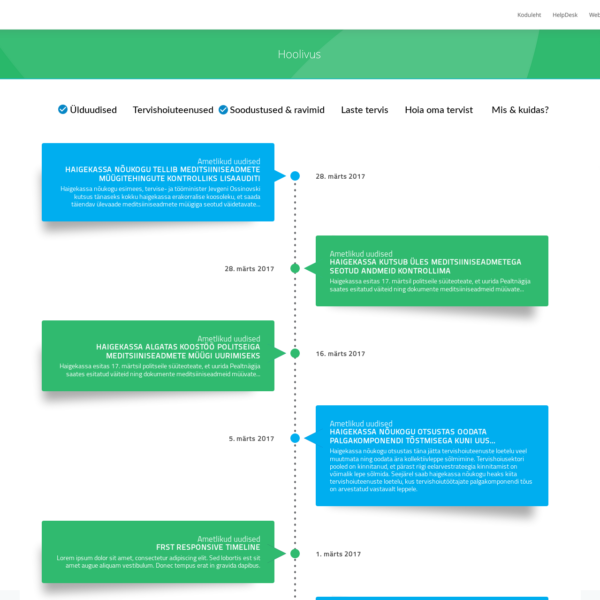 Koduleht HelpDesk Web
Hoolivus
Ülduudised Tervishoiuteenused Soodustused & ravimid Laste tervis Hoia oma tervist Mis & kuidas?
Ametlikud uudised
HAIGEKASSA NÕUKOGU TELLIB MEDITSIINISEADMETE
MÜÜGITEHINGUTE KONTROLLIKS LISAAUDITI
Haigekassa nõukogu esimees, tervise- ja tööminister Jevgeni Ossinovski
kutsus tänaseks kokku haigekassa erakorralise koosoleku, et saada
täiendav ülevaade meditsiiniseadmete müügiga seotud väidetavate...
28. märts 2017
Ametlikud uudised
HAIGEKASSA KUTSUB ÜLES MEDITSIINISEADMETEGA
SEOTUD ANDMEID KONTROLLIMA
Haigekassa esitas 17. märtsil politseile süüteoteate, et uurida Pealtnägija
saates esitatud väiteid ning dokumente meditsiiniseadmeid müüvate...
28. märts 2017
Ametlikud uudised
HAIGEKASSA ALGATAS KOOSTÖÖ POLITSEIGA
MEDITSIINISEADMETE MÜÜGI UURIMISEKS
Haigekassa esitas 17. märtsil politseile süüteoteate, et uurida Pealtnägija
saates esitatud väiteid ning dokumente meditsiiniseadmeid müüvate...
16. märts 2017
Ametlikud uudised
HAIGEKASSA NÕUKOGU OTSUSTAS OODATA
PALGAKOMPONENDI TÕSTMISEGA KUNI UUS...
Haigekassa nõukogu otsustas täna jätta tervishoiuteenuste loetelu veel
muutmata ning oodata ära kollektiivleppe sõlmimine. Tervishoiusektori
pooled on kinnitanud, et pärast riigi eelarvestrateegia kinnitamist on
võimalik lepe sõlmida. Seejärel saab haigekassa nõukogu heaks kiita
tervishoiuteenuste loetelu, kus tervishoiutöötajate palgakomponendi tõus
on arvestatud vastavalt leppele.
5. märts 2017
Ametlikud uudised
FRST RESPONSIVE TIMELINE
Lorem ipsum dolor sit amet, consectetur adipiscing elit. Sed lobortis est sit
amet augue aliquam vestibulum. Donec tempus erat in gravida dapibus.
1. märts 2017